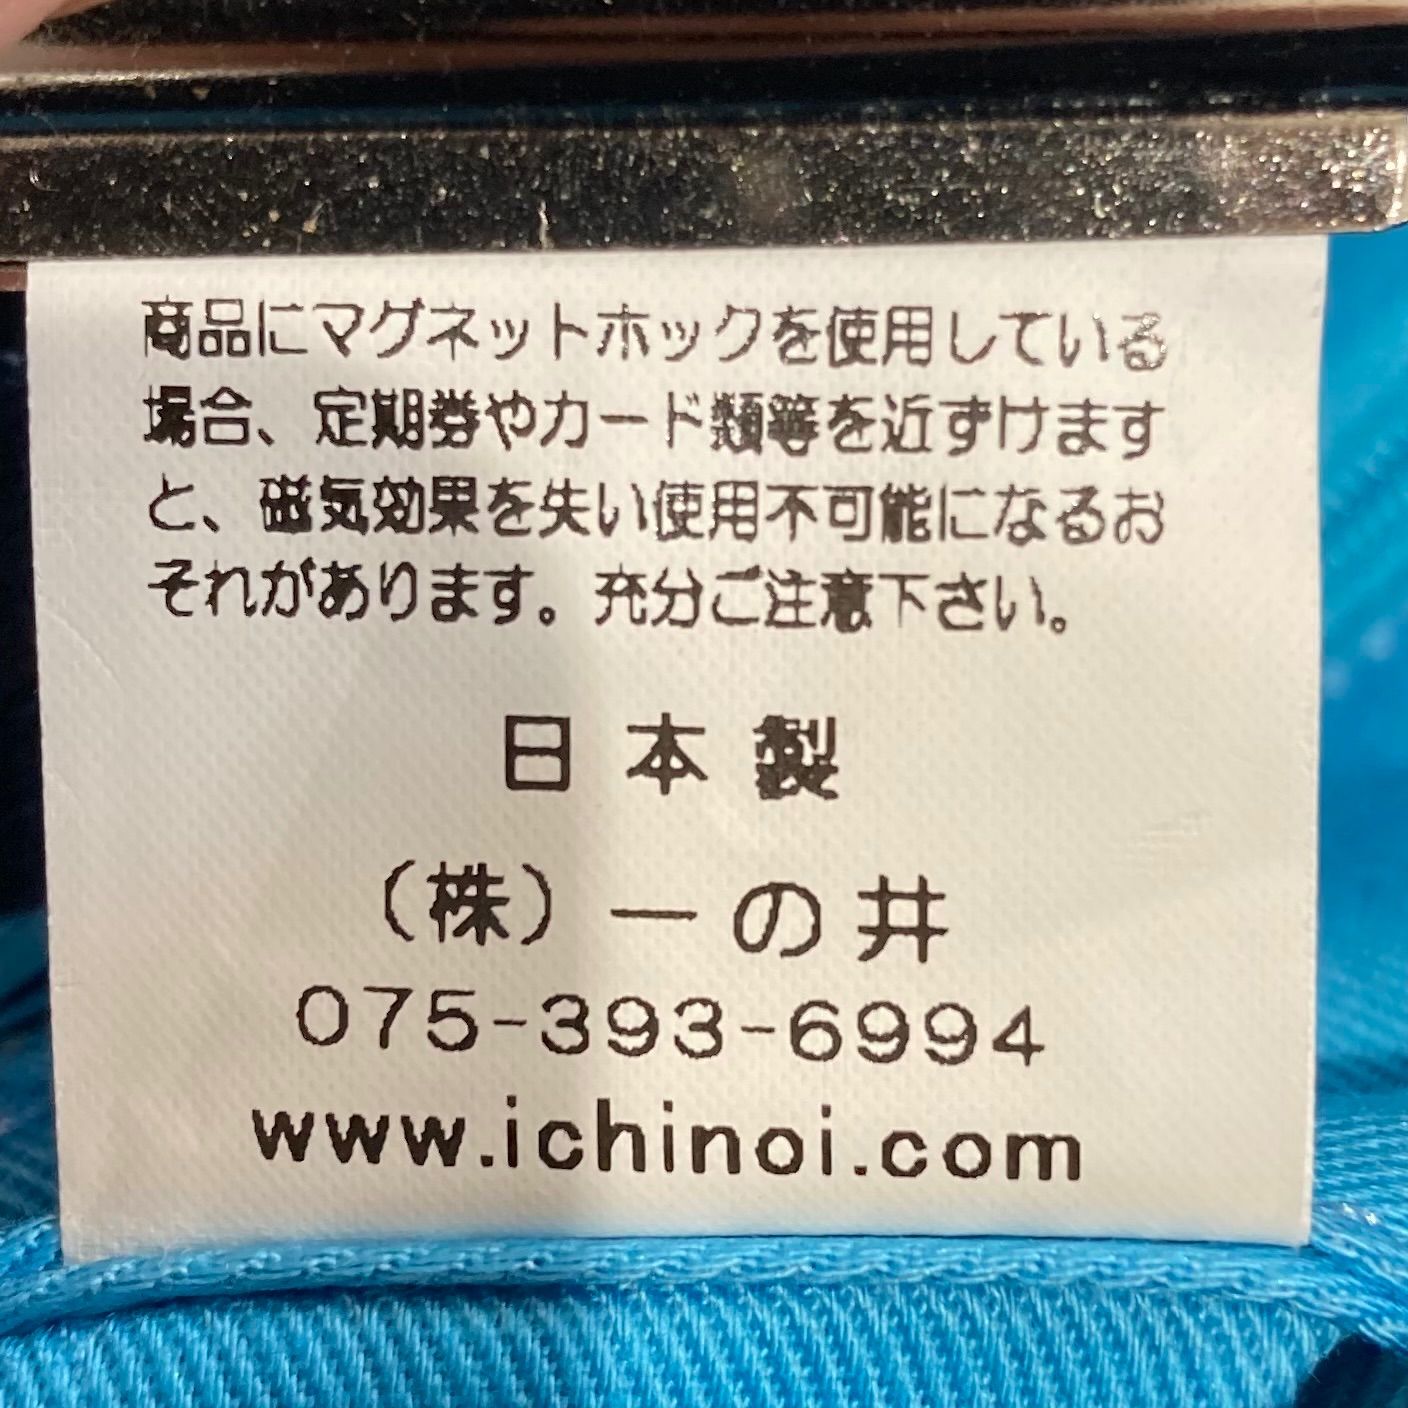 商品にマグネットホックを使用している
場合、定期券やカード類等を近ずけます
と、磁気効果を失い使用不可能になるお
それがあります。充分ご注意下さい。
日本製
（株）一の井
075-393-6994
www.ichinoi.com